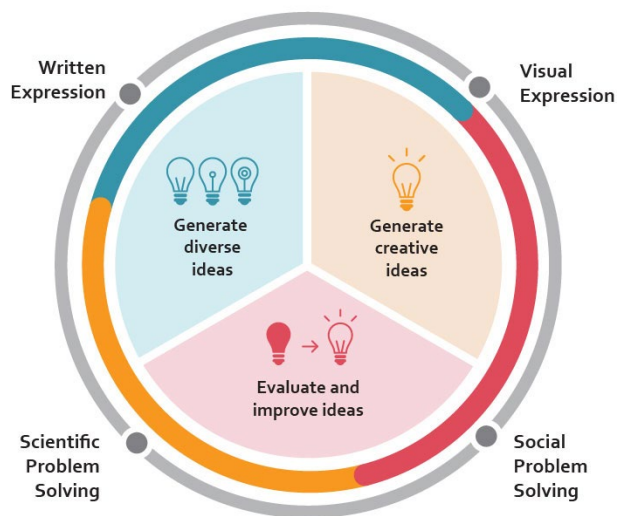 Written
Expression
Visual
Expression
Generate
diverse
ideas
Generate
creative
ideas
Evaluate and
improve ideas
Scientific
Problem
Solving
Social
Problem
Solving